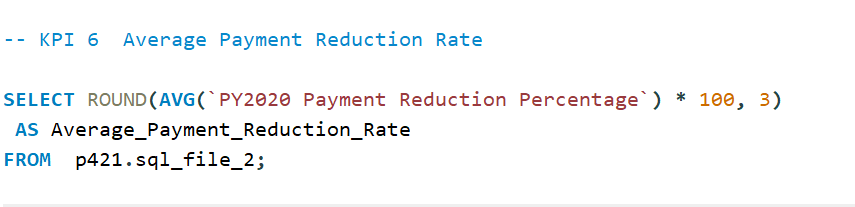 -- KPI 6  Average Payment Reduction Rate
SELECT ROUND(AVG(`PY2020 Payment Reduction Percentage`) * 100, 3)
 AS Average_Payment_Reduction_Rate
FROM  p421.sql_file_2;